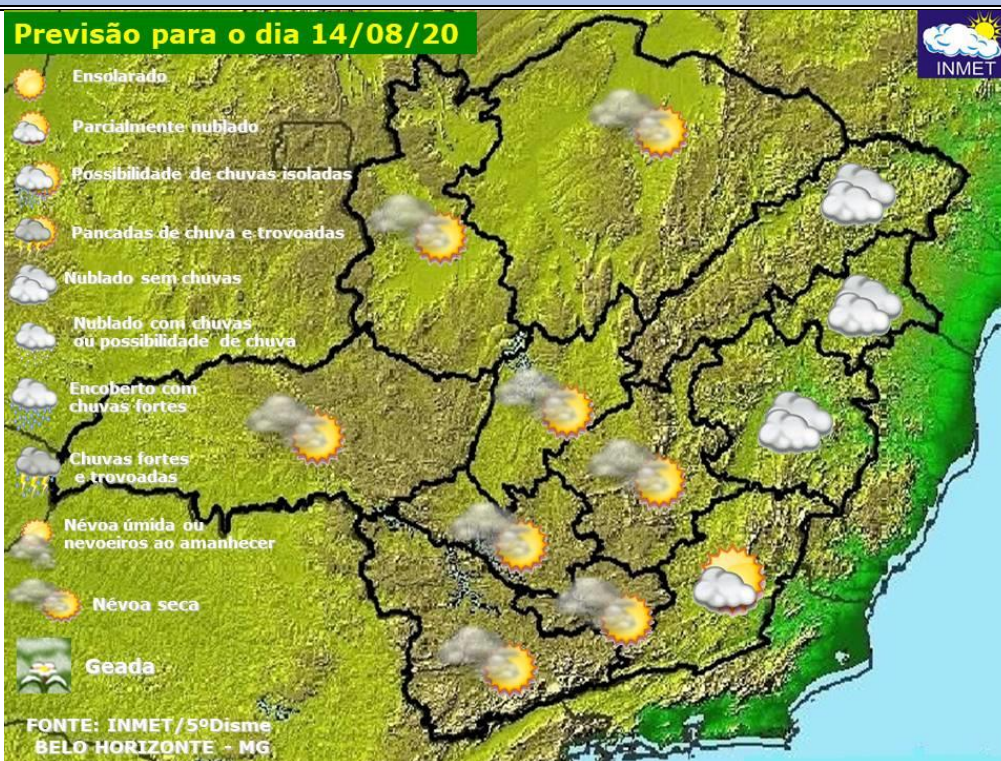 Previsão para o dia 14/08/20
INMET
Ensolarado
Parcialmente nublado
Possibilidade de chuvas isoladas
Pancadas de chuva e trovoadas
Nublado sem chuvas
Nublado com chuvas
ou possibilidade de chuva
Encoberto com
chuvas fortes
Chuvas fortes
e trovoadas
Névoa úmida ou
nevoeiros ao amanhecer
Névoa seca
Geada
FONTE: INMET/5ºDisme
BELO HORIZONTE - MG